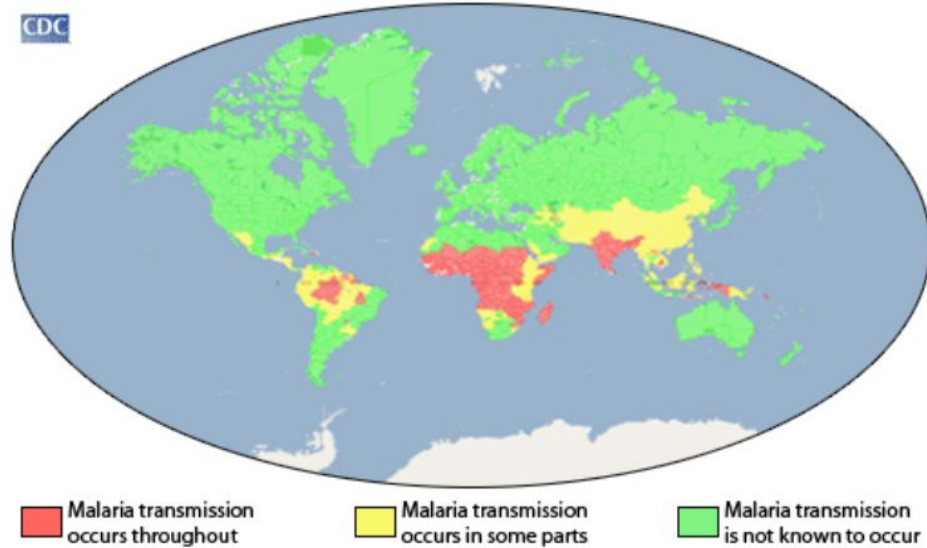 CDC
Malaria transmission
occurs throughout
Malaria transmission
occurs in some parts
Malaria transmission
is not known to occur